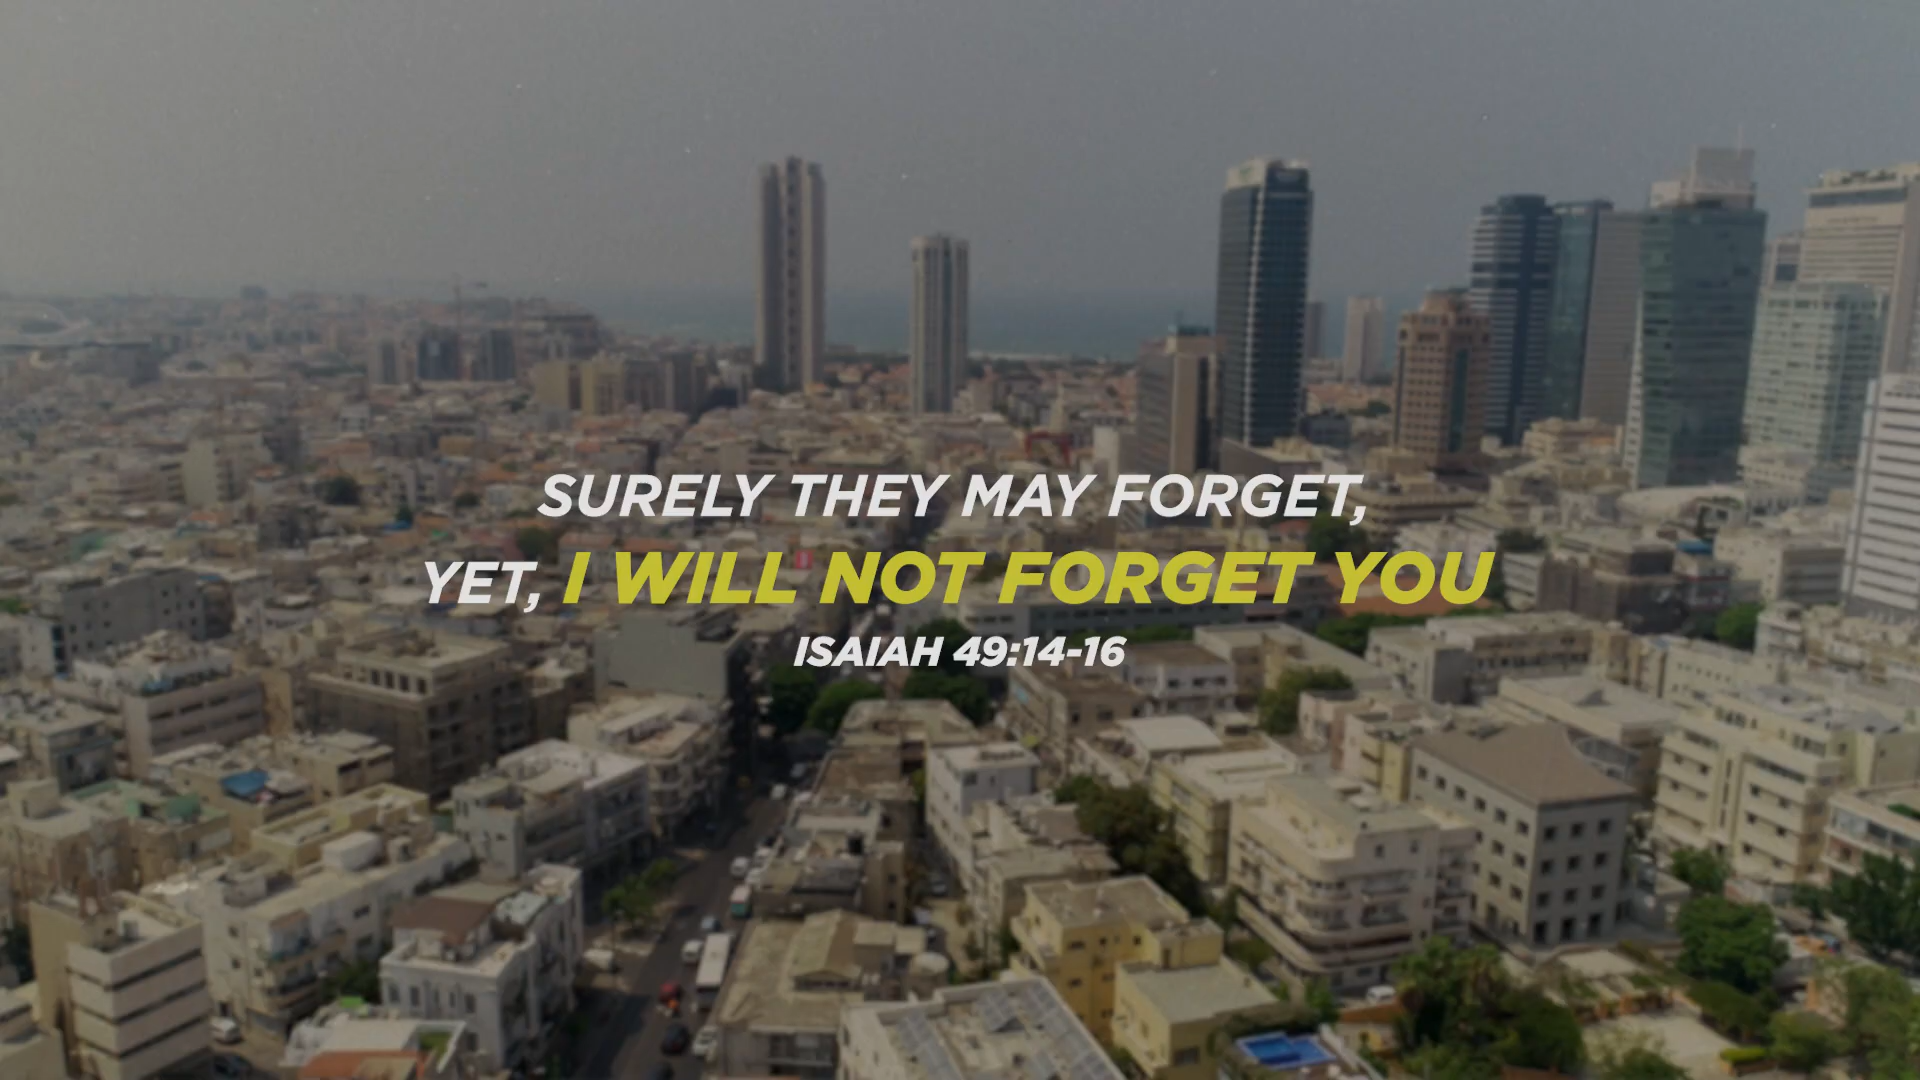 SURELY THEY MAY FORGET,
YET, I WILL NOT FORGET YOU
ISAIAH 49:14-16